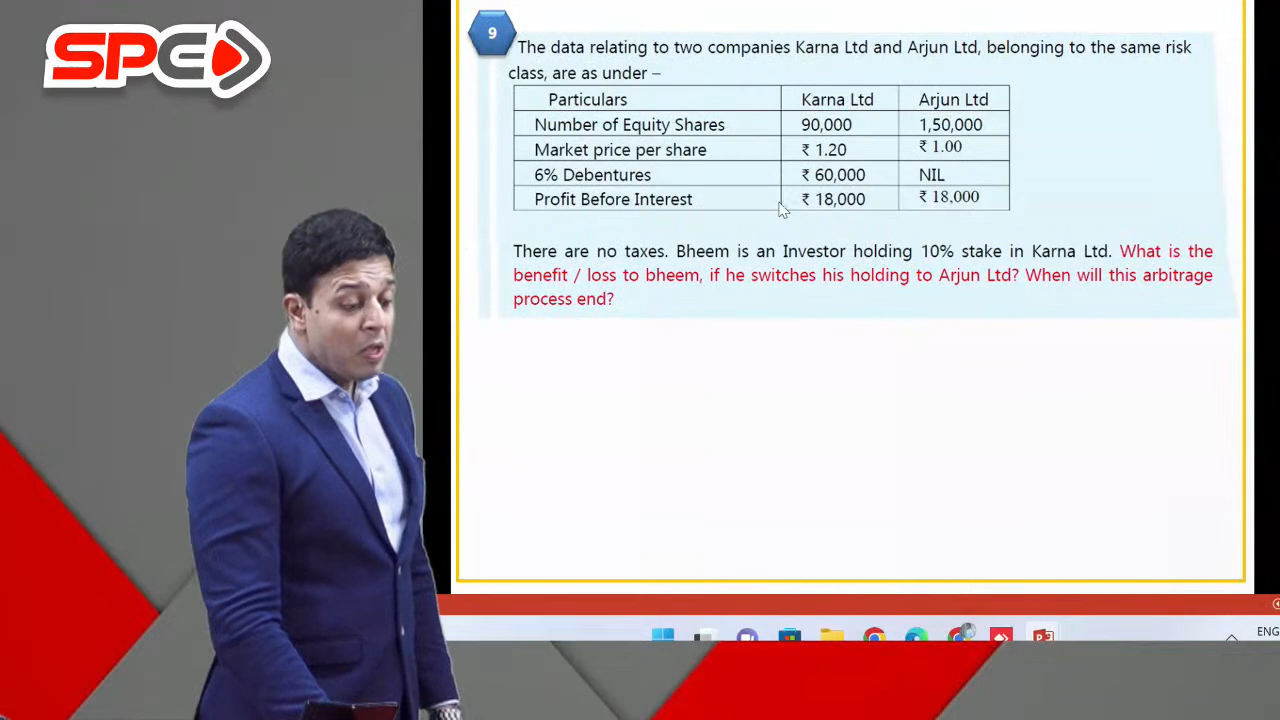 SPC
9
The data relating to two companies Karna Ltd and Arjun Ltd, belonging to the same risk
class, are as under –
Particulars Karna Ltd Arjun Ltd
Number of Equity Shares 90,000 1,50,000
Market price per share ₹ 1.20 ₹ 1.00
6% Debentures ₹ 60,000 NIL
Profit Before Interest ₹ 18,000 ₹ 18,000
There are no taxes. Bheem is an Investor holding 10% stake in Karna Ltd. What is the
benefit / loss to bheem, if he switches his holding to Arjun Ltd? When will this arbitrage
process end?
ENG